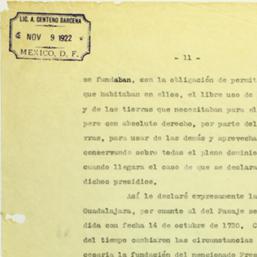 LIC. A. CENTENO BARCENA
NOV 9 1922
MEXICO, D. F.
- 11 -
se fundaban, con la obligación de permit
que habitaban en ellos, el libre uso de
y de las tierras que necesitaban para el
pero con absoluto derecho, por parte del
rras, para usar de las demás y aprovecha
conservando sobre todas el pleno domini
cuando llegara el caso de que se declara
dichos presidios.
Así le declaré expresamente la
Guadalajara, por cuanto al del Pasaje se
dida con fecha 14 de octubre de 1720. C
del tiempo cambiaron las circunstancias
cesaria la fundación del mencionado Pres